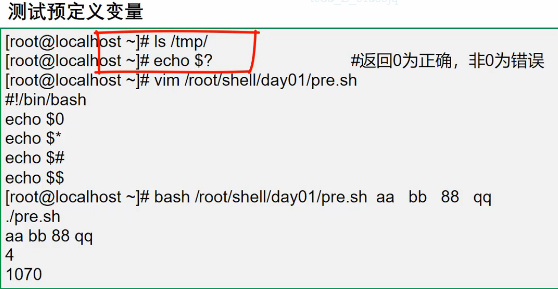 测试预定义变量
[root@localhost ~]# ls /tmp/
[root@localhost ~]# echo $? #返回0为正确，非0为错误
[root@localhost ~]# vim /root/shell/day01/pre.sh
#!/bin/bash
echo $0
echo $*
echo $#
echo $$
[root@localhost ~]# bash /root/shell/day01/pre.sh aa bb 88 qq
./pre.sh
aa bb 88 qq
4
1070